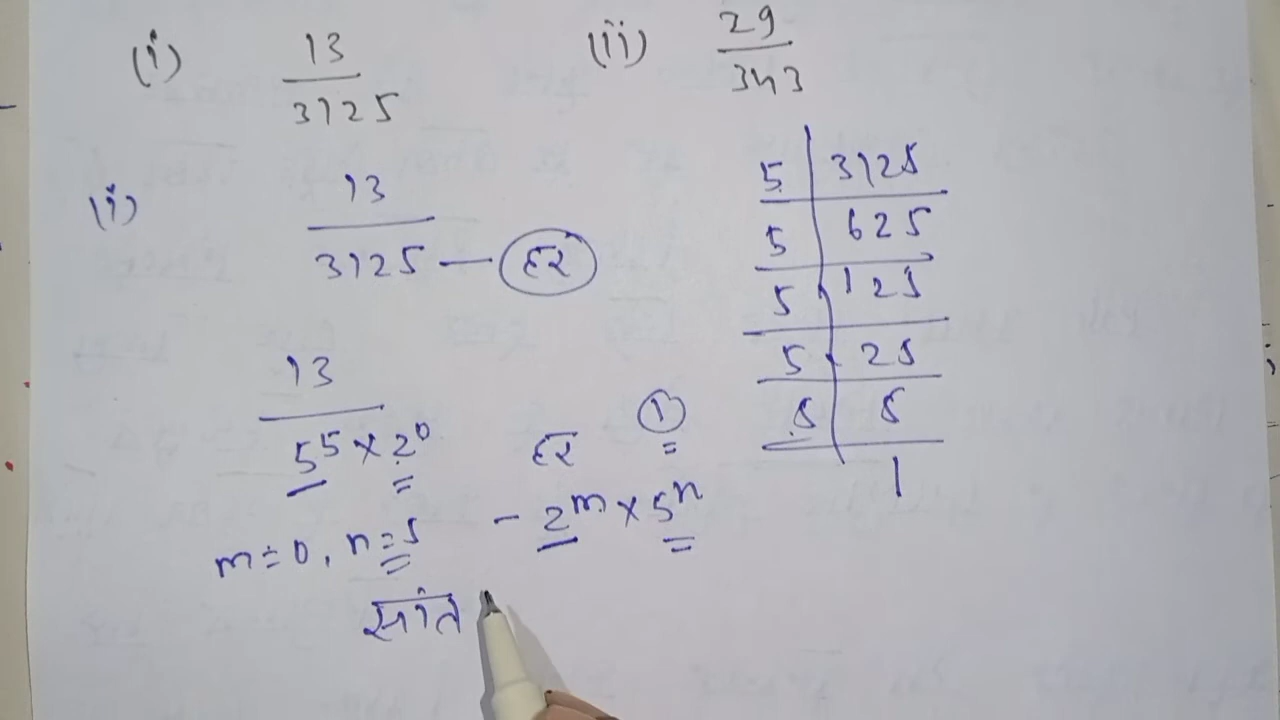 (i) 13/3125 (ii) 29/343
(i) 13/3125 — हर
5 | 3125
5 | 625
5 | 125
5 | 25
5 | 5
1
13/5⁵×2⁰
हर ①
- 2ᵐ × 5ⁿ
m = 0, n = 5
सांत